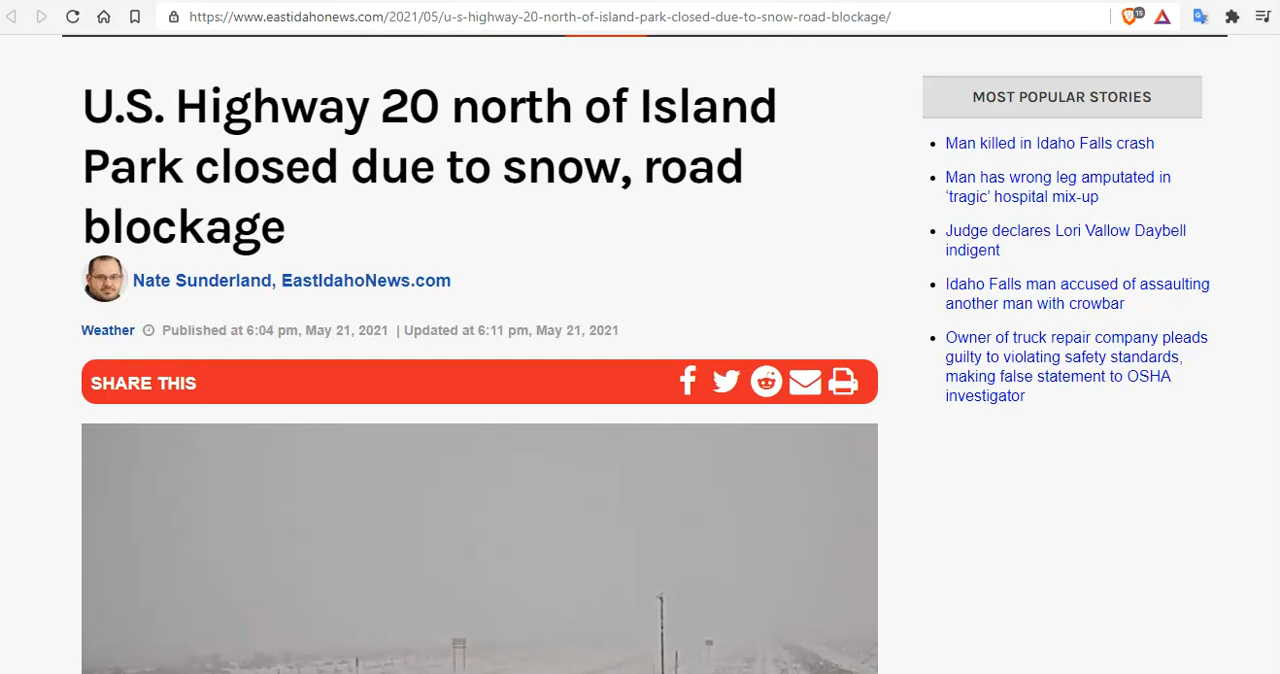 https://www.eastidahonews.com/2021/05/u-s-highway-20-north-of-island-park-closed-due-to-snow-road-blockage/
15
U.S. Highway 20 north of Island
Park closed due to snow, road
blockage
Nate Sunderland, EastIdahoNews.com
Weather Published at 6:04 pm, May 21, 2021 | Updated at 6:11 pm, May 21, 2021
SHARE THIS
MOST POPULAR STORIES
Man killed in Idaho Falls crash
Man has wrong leg amputated in
‘tragic’ hospital mix-up
Judge declares Lori Vallow Daybell
indigent
Idaho Falls man accused of assaulting
another man with crowbar
Owner of truck repair company pleads
guilty to violating safety standards,
making false statement to OSHA
investigator